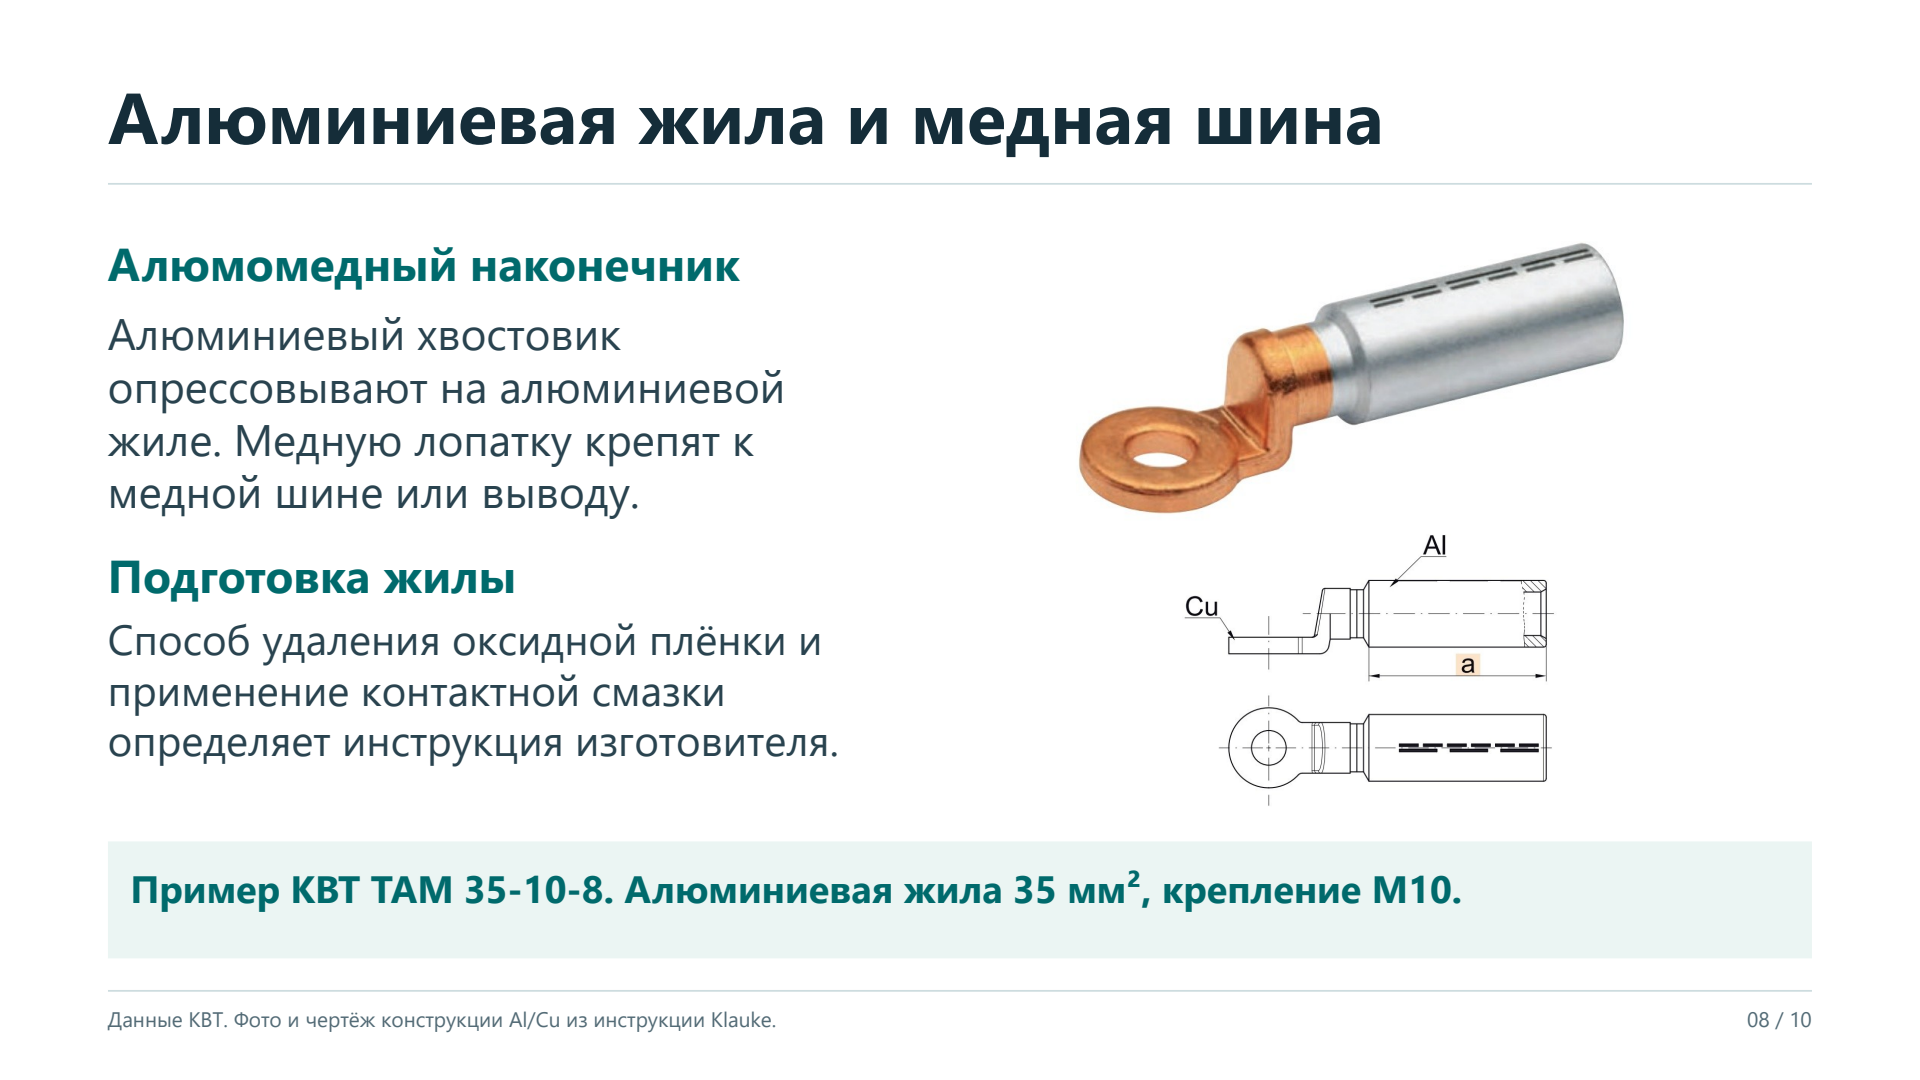 Алюминиевая жила и медная шина
Алюмомедный наконечник
Алюминиевый хвостовик
опрессовывают на алюминиевой
жиле. Медную лопатку крепят к
медной шине или выводу.
Подготовка жилы
Способ удаления оксидной плёнки и
применение контактной смазки
определяет инструкция изготовителя.
Al
Cu
a
Пример КВТ ТАМ 35-10-8. Алюминиевая жила 35 мм², крепление М10.
Данные КВТ. Фото и чертёж конструкции Al/Cu из инструкции Klauke.
08 / 10